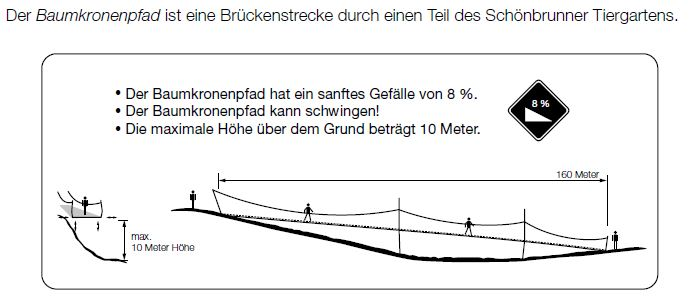 Der Baumkronenpfad ist eine Brückenstrecke durch einen Teil des Schönbrunner Tiergartens.
• Der Baumkronenpfad hat ein sanftes Gefälle von 8 %.
• Der Baumkronenpfad kann schwingen!
• Die maximale Höhe über dem Grund beträgt 10 Meter.
8 %
160 Meter
max.
10 Meter Höhe